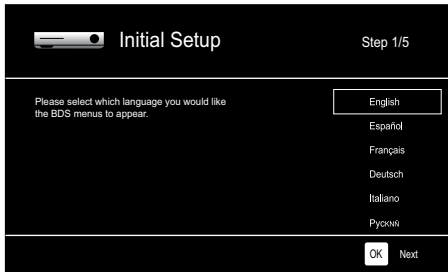 Initial Setup
Step 1/5
Please select which language you would like
the BDS menus to appear.
English
Español
Français
Deutsch
Italiano
Русκνñ
OK Next